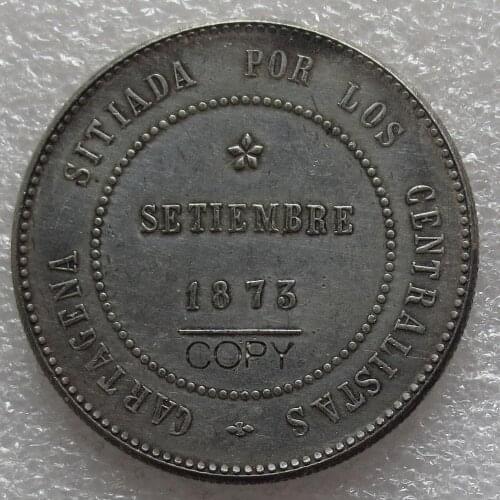 CARTAGENA SITIADA POR LOS CENTRALISTAS
SETIEMBRE
1873
COPY